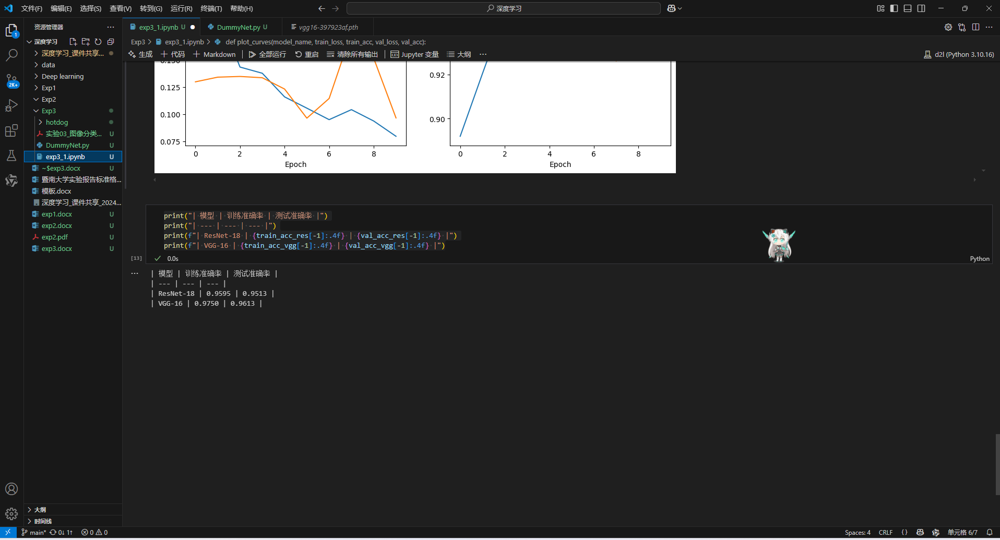 文件(F) 编辑(E) 选择(S) 查看(V) 转到(G) 运行(R) 终端(T) 帮助(H) 深度学习
资源管理器
exp3_1.ipynb U DummyNet.py U vgg16-397923af.pth
深度学习
Exp3 exp3_1.ipynb def plot_curves(model_name, train_loss, train_acc, val_loss, val_acc):
生成 代码 Markdown 全部运行 重启 清除所有输出 Jupyter 变量 大纲 d2l (Python 3.10.16)
1
2K+
深度学习_课件共享...
data
Deep learning
Exp1
Exp2
Exp3
hotdog
实验03_图像分类... U
DummyNet.py U
exp3_1.ipynb U
~$exp3.docx U
暨南大学实验报告标准格...
模板.docx
深度学习_课件共享_2024...
exp1.docx U
exp2.docx U
exp2.pdf U
exp3.docx U
大纲
时间线
0.150
0.125
0.100
0.075
0 2 4 6 8
Epoch
0.92
0.90
0 2 4 6 8
Epoch
print("| 模型 | 训练准确率 | 测试准确率 |")
print("| --- | --- | --- |")
print(f"| ResNet-18 | {train_acc_res[-1]:.4f} | {val_acc_res[-1]:.4f} |")
print(f"| VGG-16 | {train_acc_vgg[-1]:.4f} | {val_acc_vgg[-1]:.4f} |")
[13] 0.0s Python
| 模型 | 训练准确率 | 测试准确率 |
| --- | --- | --- |
| ResNet-18 | 0.9595 | 0.9513 |
| VGG-16 | 0.9750 | 0.9613 |
main* 0↓ 1↑ 0 0 Spaces: 4 CRLF {} 单元格 6/7